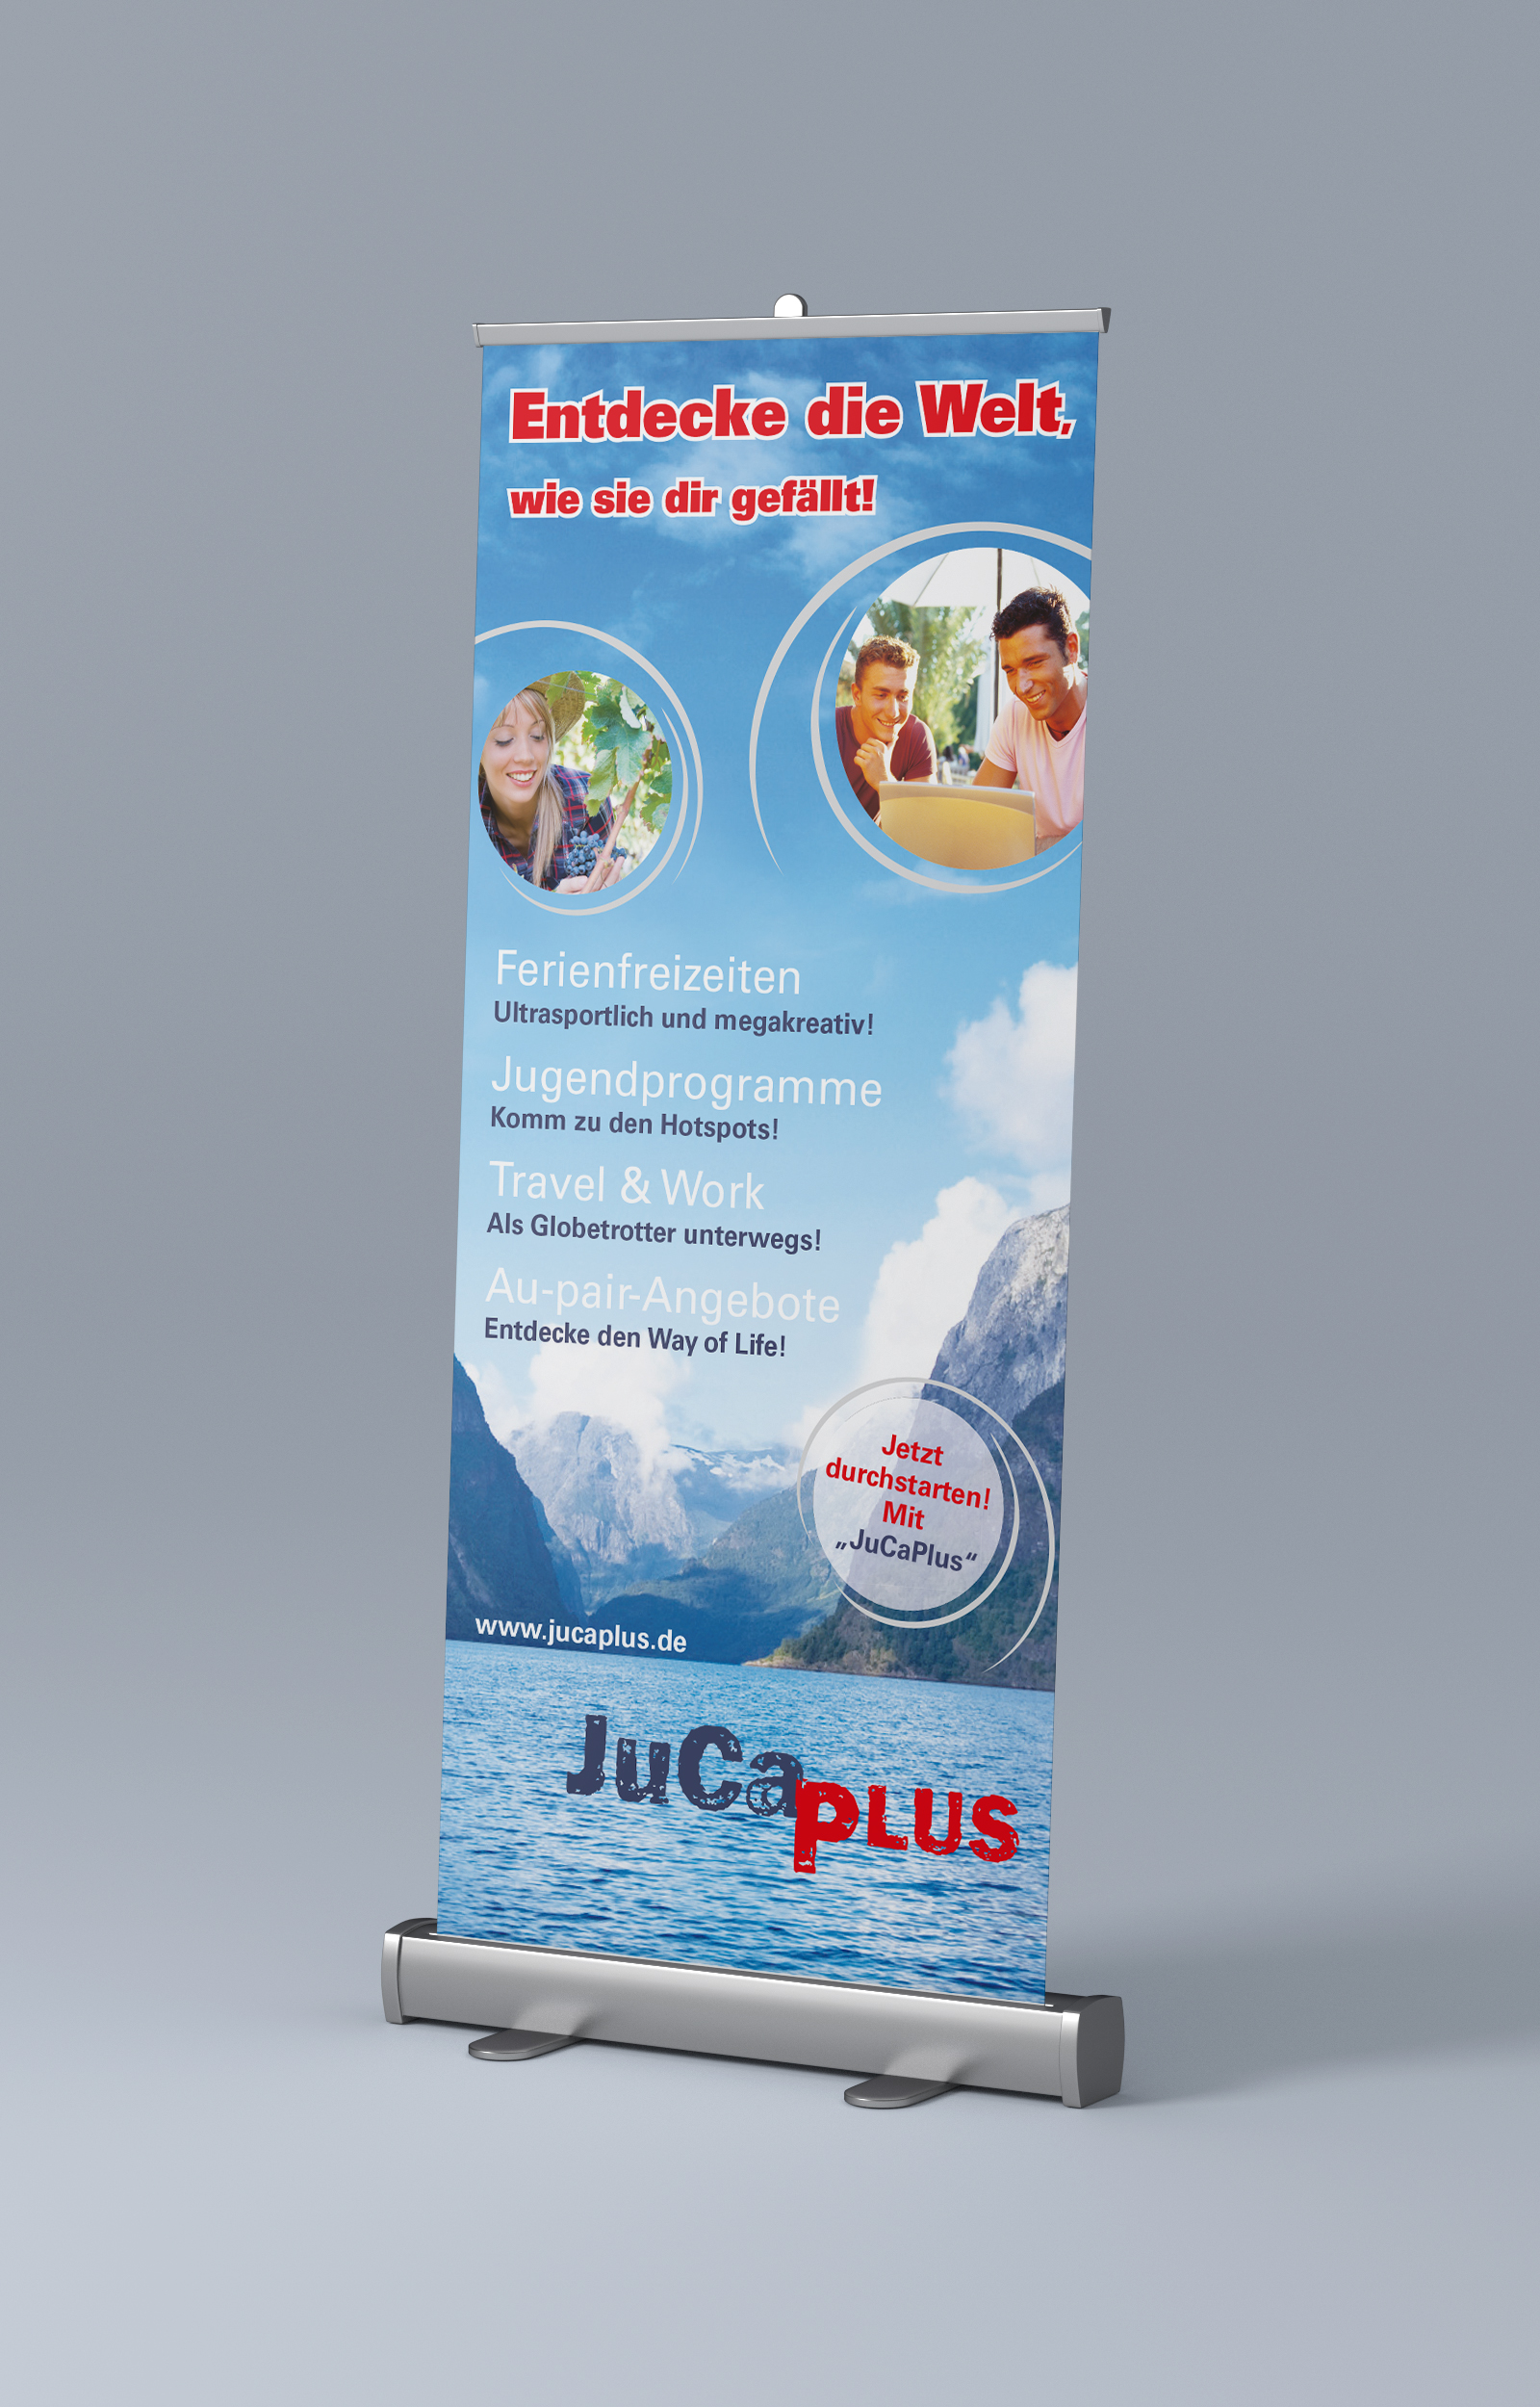 Entdecke die Welt,
wie sie dir gefällt!
Ferienfreizeiten
Ultrasportlich und megakreativ!
Jugendprogramme
Komm zu den Hotspots!
Travel & Work
Als Globetrotter unterwegs!
Au-pair-Angebote
Entdecke den Way of Life!
Jetzt
durchstarten!
Mit
„JuCaPlus“
www.jucaplus.de
JuCa
PLUS